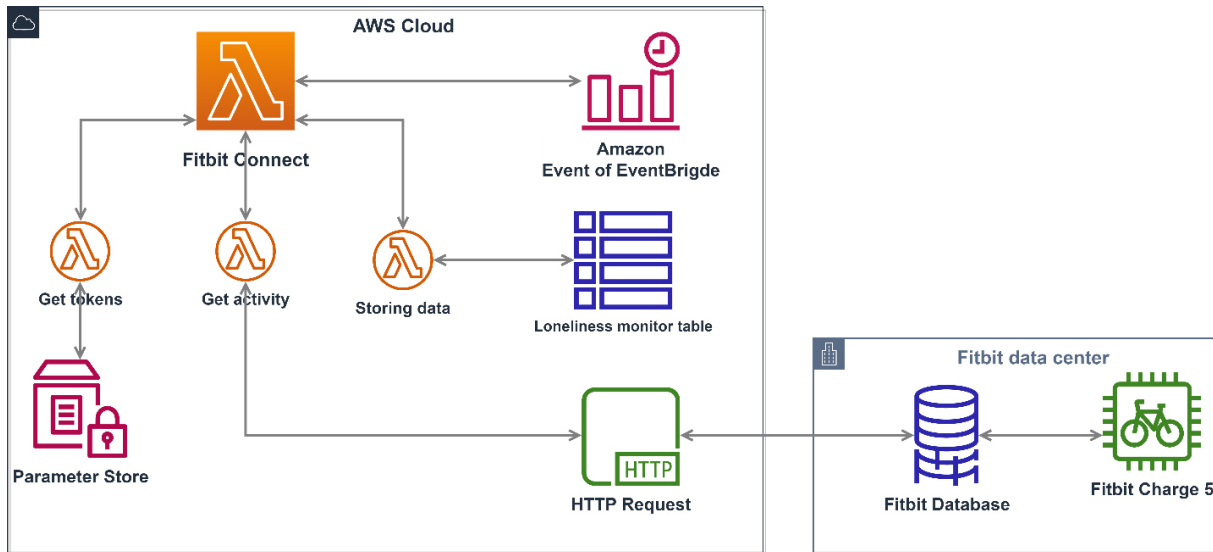 AWS Cloud
Fitbit Connect
Amazon
Event of EventBrigde
Get tokens
Get activity
Storing data
Loneliness monitor table
Parameter Store
HTTP
HTTP Request
Fitbit data center
Fitbit Database
Fitbit Charge 5